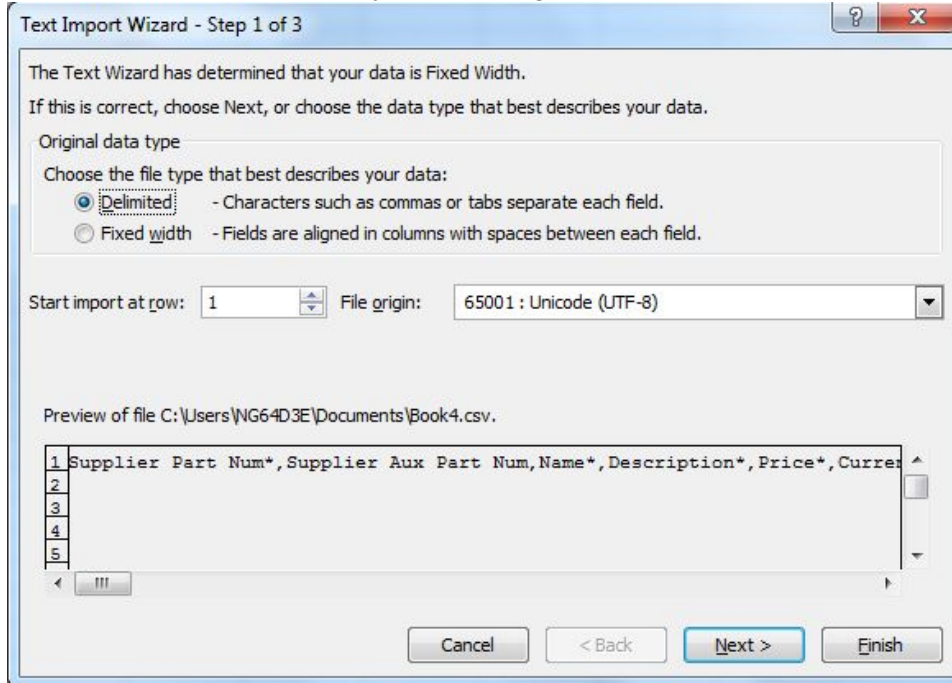 Text Import Wizard - Step 1 of 3
The Text Wizard has determined that your data is Fixed Width.
If this is correct, choose Next, or choose the data type that best describes your data.
Original data type
Choose the file type that best describes your data:
Delimited - Characters such as commas or tabs separate each field.
Fixed width - Fields are aligned in columns with spaces between each field.
Start import at row: 1 File origin: 65001 : Unicode (UTF-8)
Preview of file C:\Users\NG64D3E\Documents\Book4.csv.
1 Supplier Part Num*,Supplier Aux Part Num,Name*,Description*,Price*,Curre
2
3
4
5
Cancel < Back Next > Finish